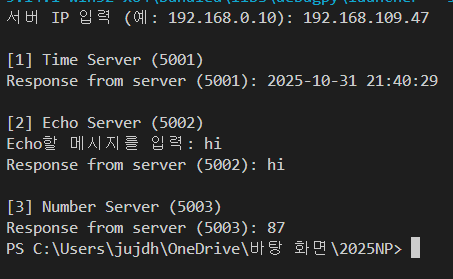 서버 IP 입력 (예: 192.168.0.10): 192.168.109.47
[1] Time Server (5001)
Response from server (5001): 2025-10-31 21:40:29
[2] Echo Server (5002)
Echo할 메시지를 입력: hi
Response from server (5002): hi
[3] Number Server (5003)
Response from server (5003): 87
PS C:\Users\jujdh\OneDrive\바탕 화면\2025NP>